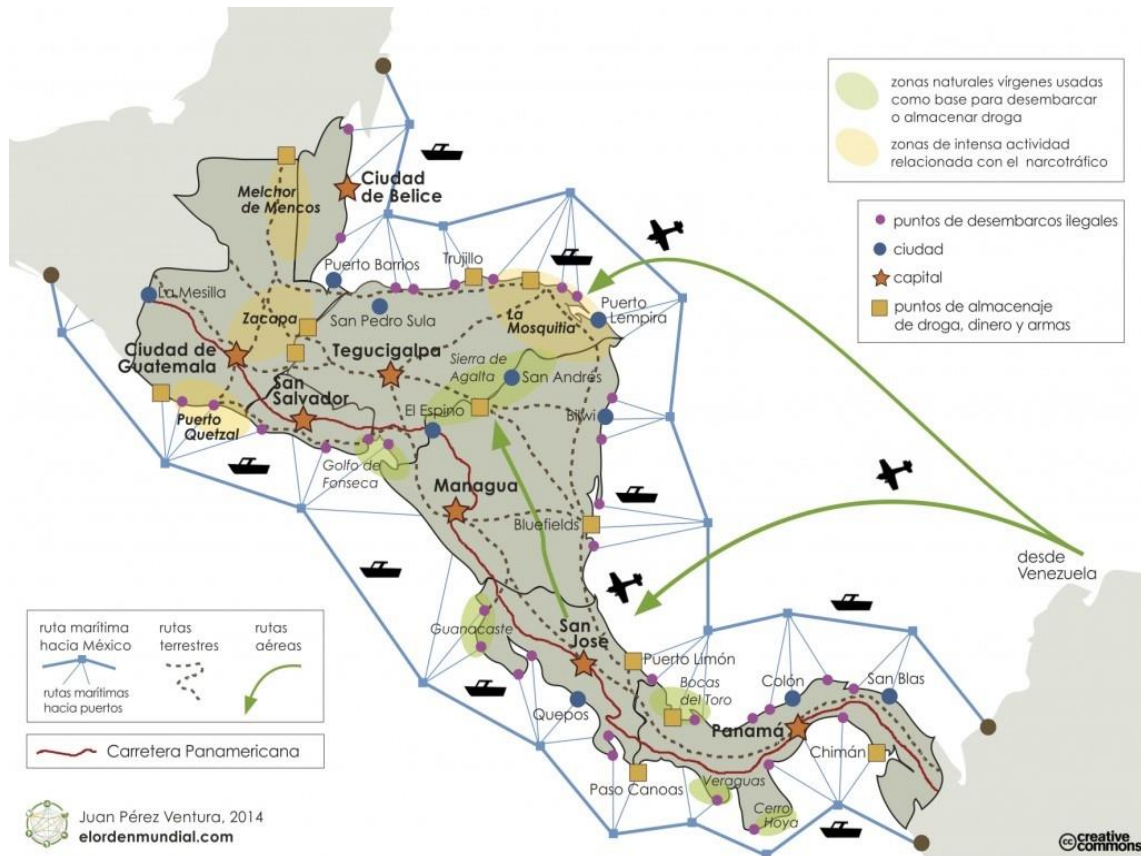 zonas naturales vírgenes usadas
como base para desembarcar
o almacenar droga
zonas de intensa actividad
relacionada con el narcotráfico
puntos de desembarcos ilegales
ciudad
capital
puntos de almacenaje
de droga, dinero y armas
Melchor
de Mencos
Ciudad
de Belice
Puerto Barrios
Trujillo
La Mesilla
Zacapa
San Pedro Sula
La
Mosquitia
Puerto
Lempira
Ciudad de
Guatemala
Tegucigalpa
Sierra de
Agalta
San Andrés
San
Salvador
El Espino
Bilwi
Puerto
Quetzal
Golfo de
Fonseca
Managua
Bluefields
desde
Venezuela
Guanacaste
San
José
Puerto Limón
Bocas
del Toro
Colón
San Blas
Quepos
Panamá
Chimán
Paso Canoas
Veraguas
Cerro
Hoya
ruta marítima
hacia México
rutas
terrestres
rutas
aéreas
rutas marítimas
hacia puertos
Carretera Panamericana
Juan Pérez Ventura, 2014
elordenmundial.com
cc creative
commons